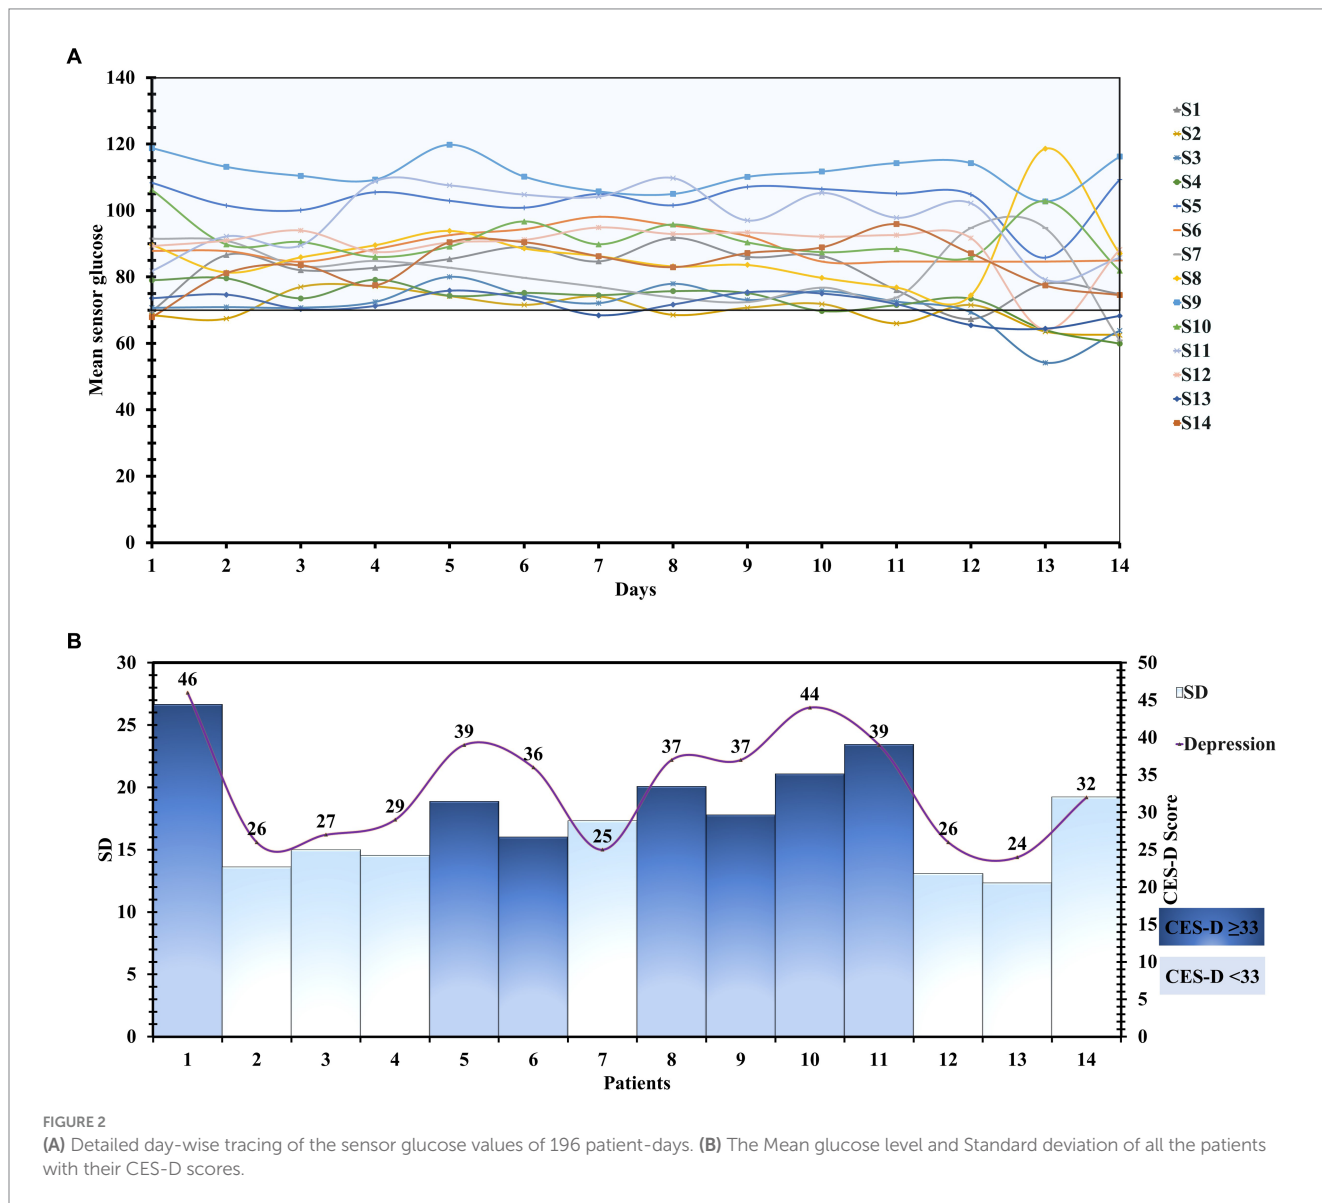 A
Mean sensor glucose
140
120
100
80
60
40
20
0
1 2 3 4 5 6 7 8 9 10 11 12 13 14
Days
S1
S2
S3
S4
S5
S6
S7
S8
S9
S10
S11
S12
S13
S14
B
SD
30
25
20
15
10
5
0
46 26 27 29 39 36 25 37 37 44 39 26 24 32
50
45
40
35
30
25
20
15
10
5
0
CES-D Score
SD
Depression
CES-D ≥33
CES-D <33
1 2 3 4 5 6 7 8 9 10 11 12 13 14
Patients
FIGURE 2
(A) Detailed day-wise tracing of the sensor glucose values of 196 patient-days. (B) The Mean glucose level and Standard deviation of all the patients
with their CES-D scores.